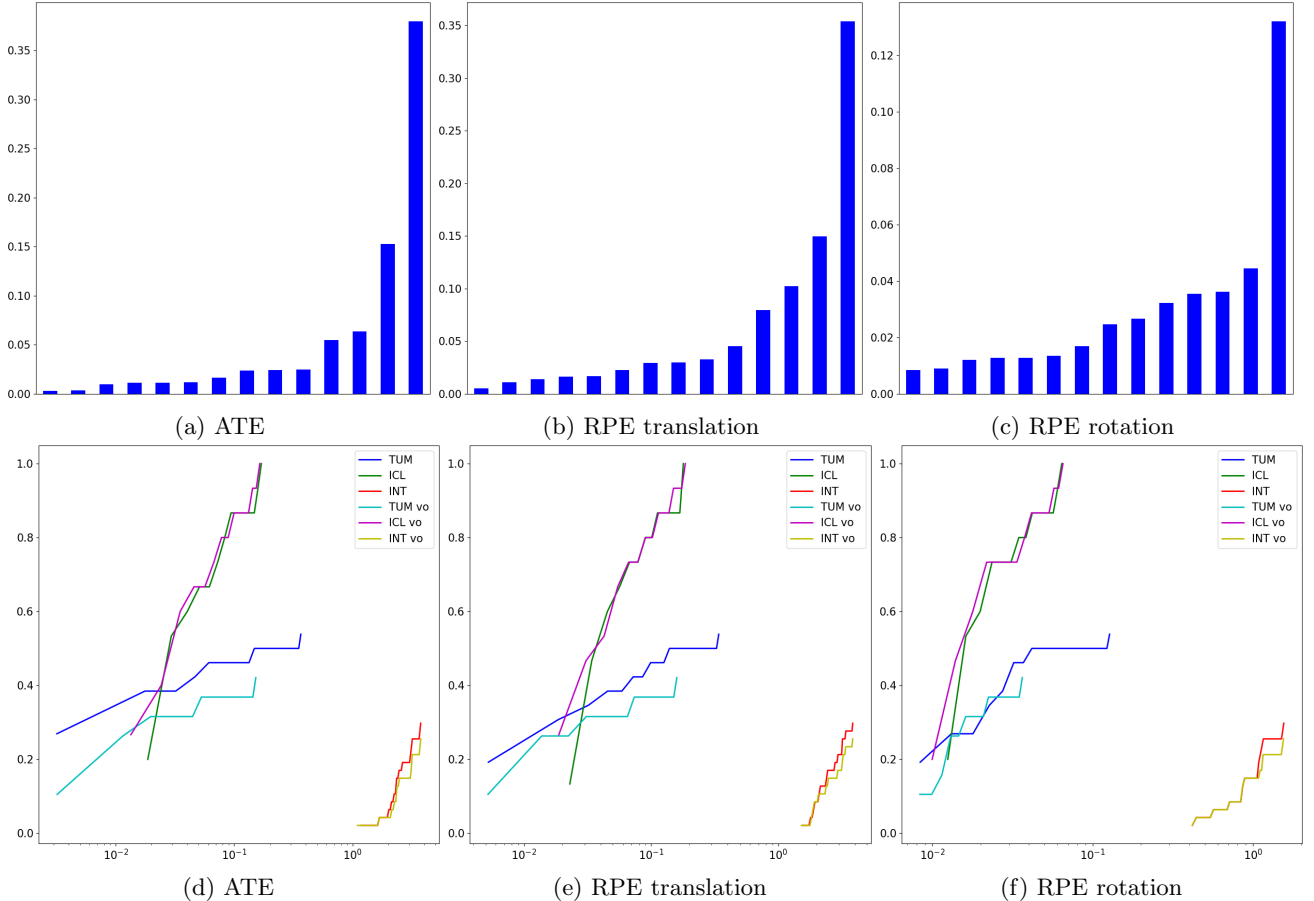 0.35
0.30
0.25
0.20
0.15
0.10
0.05
0.00
(a) ATE
0.35
0.30
0.25
0.20
0.15
0.10
0.05
0.00
(b) RPE translation
0.12
0.10
0.08
0.06
0.04
0.02
0.00
(c) RPE rotation
1.0
0.8
0.6
0.4
0.2
0.0
10⁻²
10⁻¹
10⁰
TUM
ICL
INT
TUM vo
ICL vo
INT vo
(d) ATE
1.0
0.8
0.6
0.4
0.2
0.0
10⁻²
10⁻¹
10⁰
TUM
ICL
INT
TUM vo
ICL vo
INT vo
(e) RPE translation
1.0
0.8
0.6
0.4
0.2
0.0
10⁻²
10⁻¹
10⁰
TUM
ICL
INT
TUM vo
ICL vo
INT vo
(f) RPE rotation